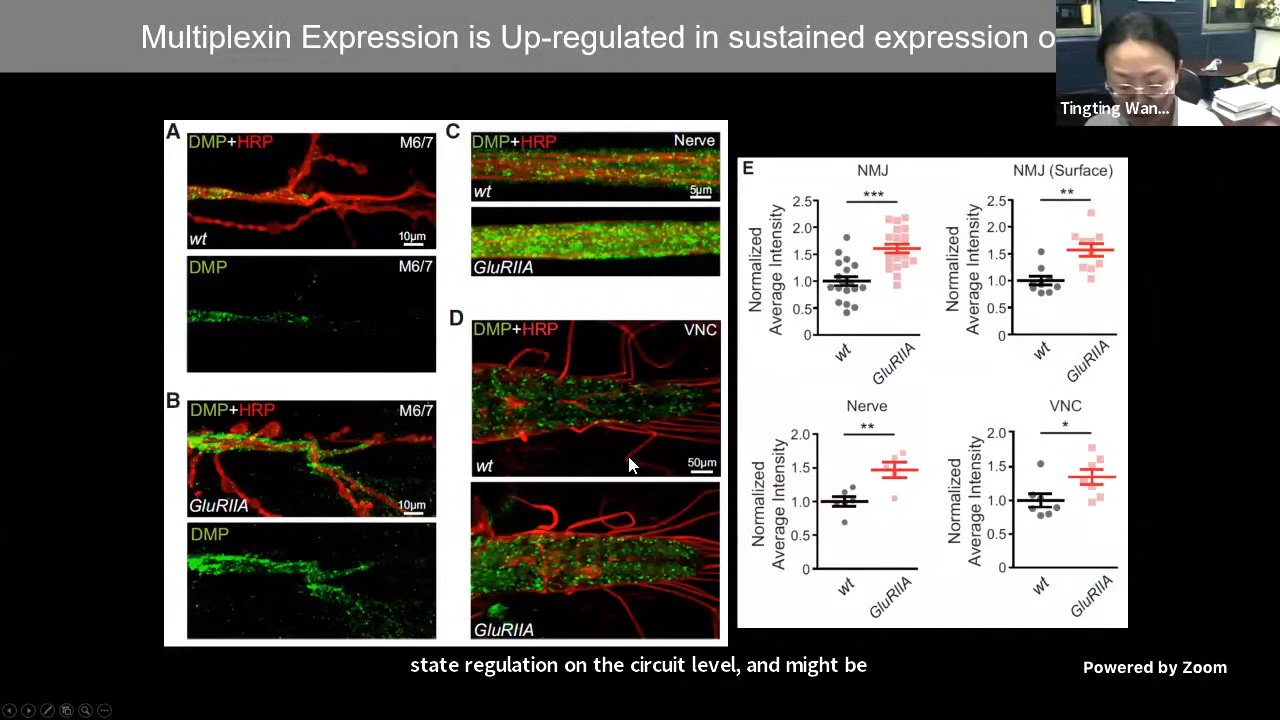 Multiplexin Expression is Up-regulated in sustained expression o
Tingting Wan...
A
DMP+HRP
M6/7
wt
10µm
DMP
M6/7
B
DMP+HRP
M6/7
GluRIIA
10µm
DMP
C
DMP+HRP
Nerve
wt
5µm
GluRIIA
D
DMP+HRP
VNC
wt
50µm
GluRIIA
E
NMJ
***
Normalized
Average Intensity
2.5
2.0
1.5
1.0
0.5
0
wt
GluRIIA
NMJ (Surface)
**
Normalized
Average Intensity
2.5
2.0
1.5
1.0
0.5
0
wt
GluRIIA
Nerve
**
Normalized
Average Intensity
2.0
1.5
1.0
0.5
0
wt
GluRIIA
VNC
*
Normalized
Average Intensity
2.0
1.5
1.0
0.5
0
wt
GluRIIA
state regulation on the circuit level, and might be
Powered by Zoom